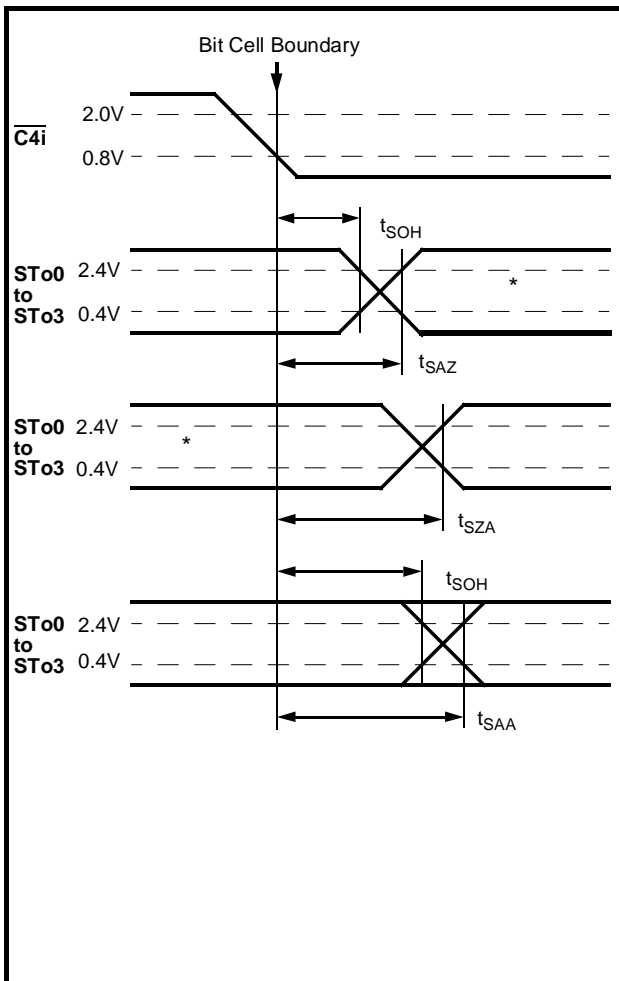 Bit Cell Boundary
C4i
2.0V
0.8V
tSOH
STo0 2.4V
to
STo3 0.4V
*
tSAZ
STo0 2.4V
to
STo3 0.4V
*
tSZA
tSOH
STo0 2.4V
to
STo3 0.4V
tSAA